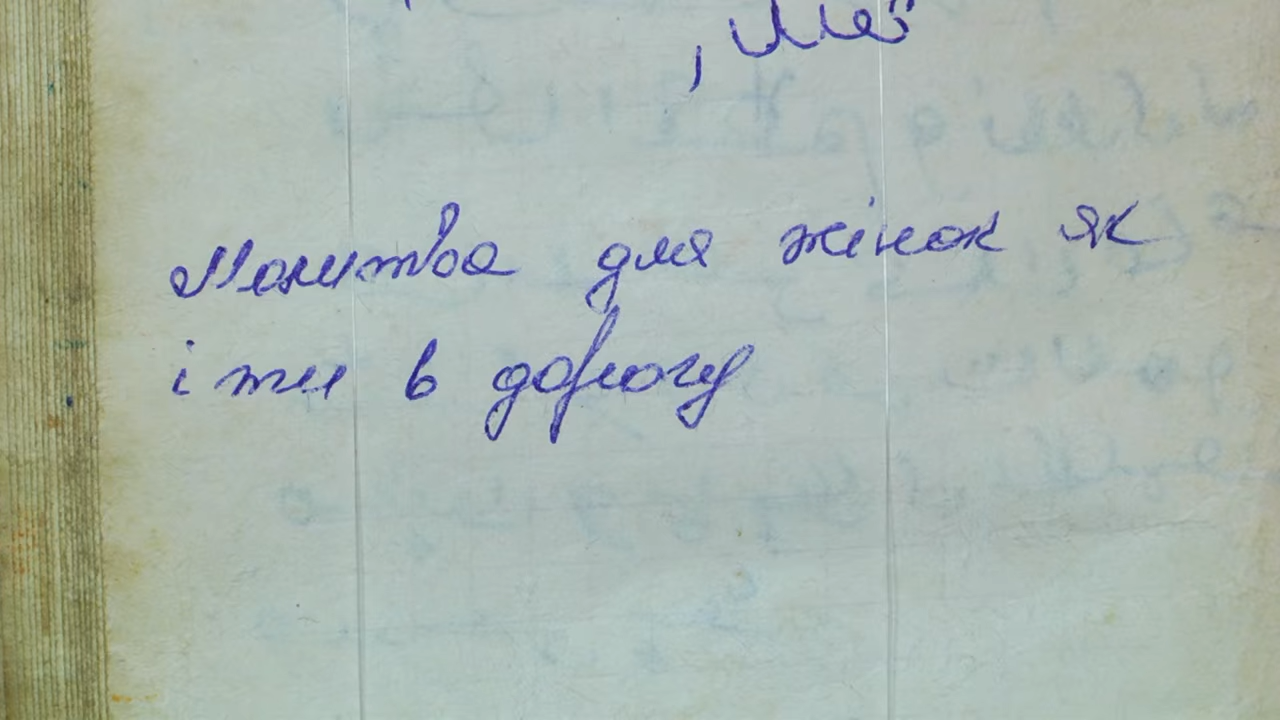 Молитва для жінок як
іти в дорогу